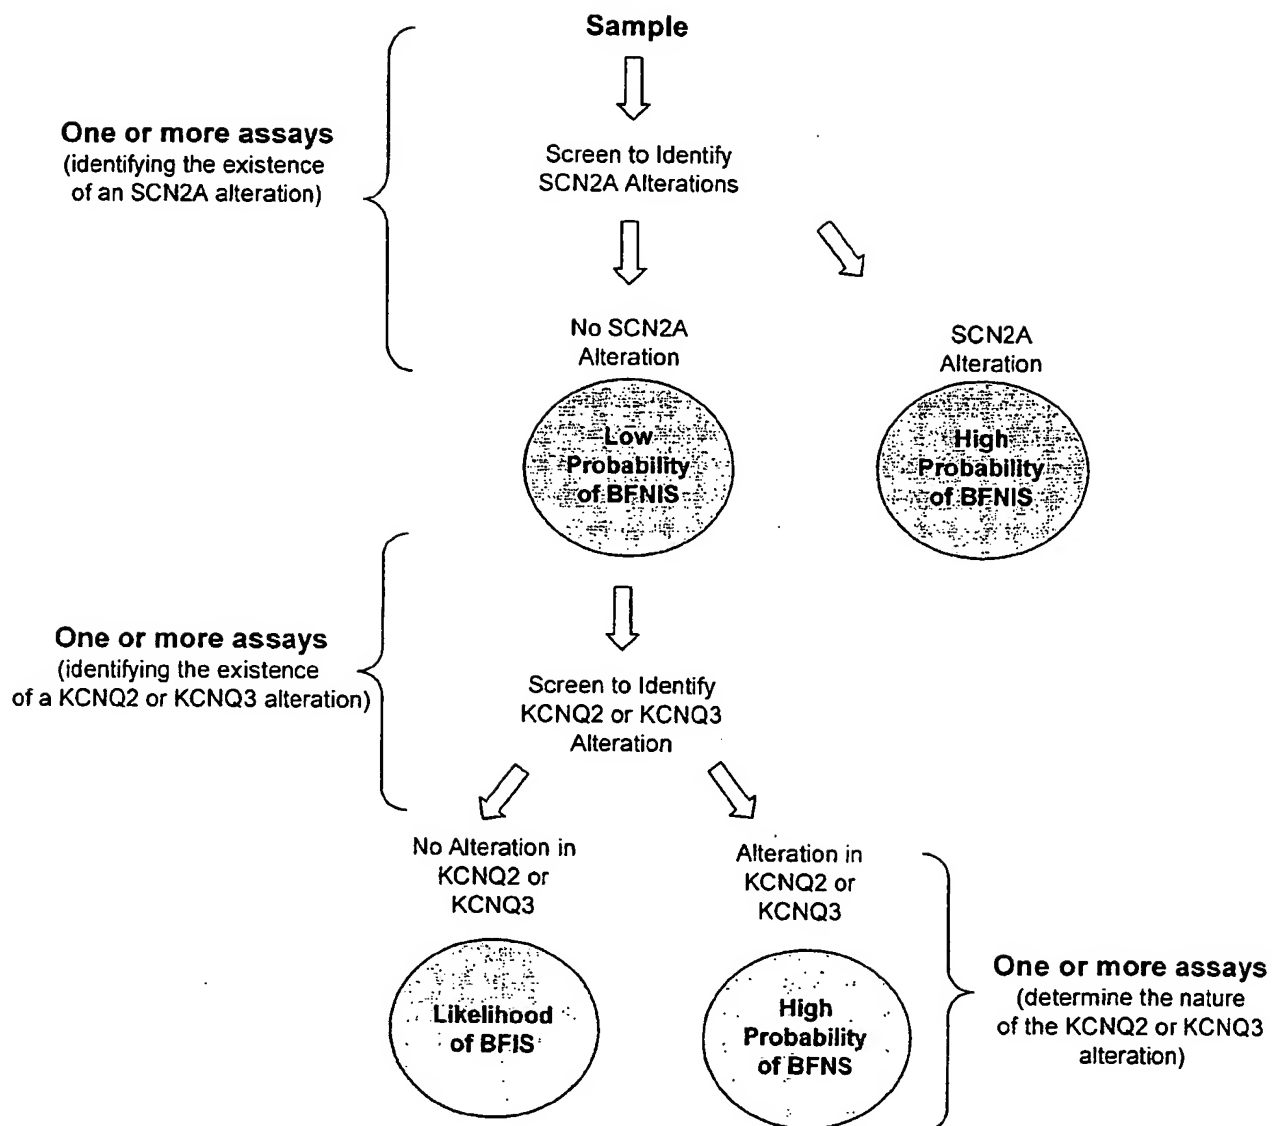 Sample
One or more assays
(identifying the existence
of an SCN2A alteration)
Screen to Identify
SCN2A Alterations
No SCN2A
Alteration
SCN2A
Alteration
Low
Probability
of BFNIS
High
Probability
of BFNIS
One or more assays
(identifying the existence
of a KCNQ2 or KCNQ3 alteration)
Screen to Identify
KCNQ2 or KCNQ3
Alteration
No Alteration in
KCNQ2 or
KCNQ3
Alteration in
KCNQ2 or
KCNQ3
Likelihood
of BFIS
High
Probability
of BFNS
One or more assays
(determine the nature
of the KCNQ2 or KCNQ3
alteration)